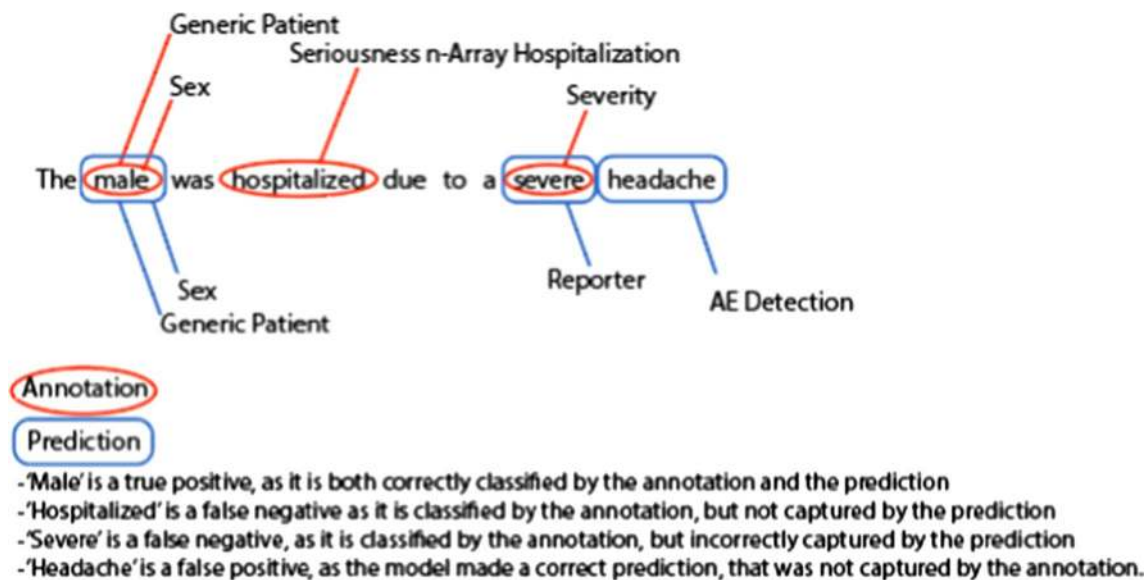 Generic Patient
Seriousness n-Array Hospitalization
Sex
Severity
The male was hospitalized due to a severe headache
Reporter
Sex
AE Detection
Generic Patient
Annotation
Prediction
-'Male' is a true positive, as it is both correctly classified by the annotation and the prediction
-'Hospitalized' is a false negative as it is classified by the annotation, but not captured by the prediction
-'Severe' is a false negative, as it is classified by the annotation, but incorrectly captured by the prediction
-'Headache' is a false positive, as the model made a correct prediction, that was not captured by the annotation.